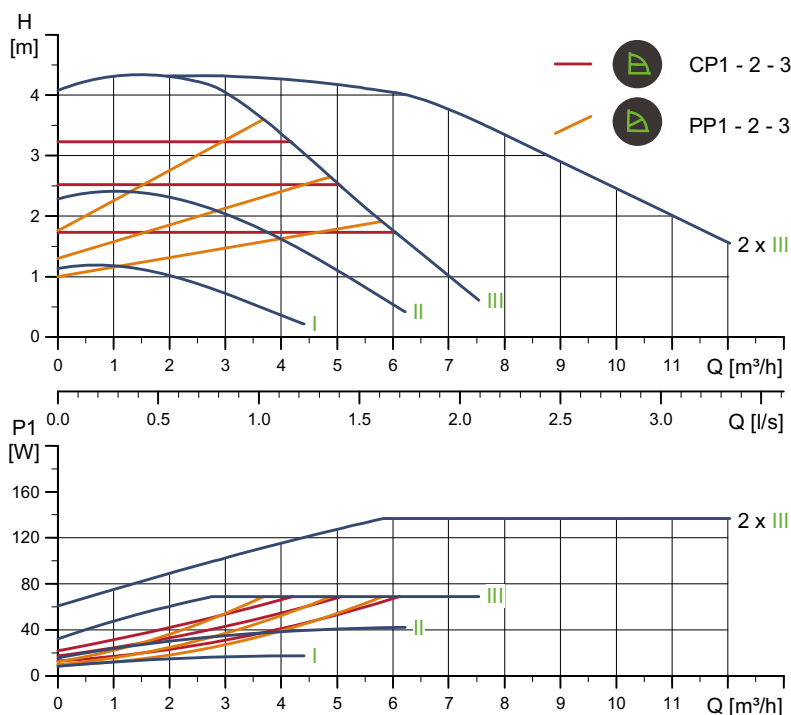 H
[m]
CP1 - 2 - 3
PP1 - 2 - 3
4
3
2
1
0
2 x III
III
II
I
0 1 2 3 4 5 6 7 8 9 10 11 Q [m³/h]
0.0 0.5 1.0 1.5 2.0 2.5 3.0 Q [l/s]
P1
[W]
160
120
80
40
0
2 x III
III
II
I
0 1 2 3 4 5 6 7 8 9 10 11 Q [m³/h]